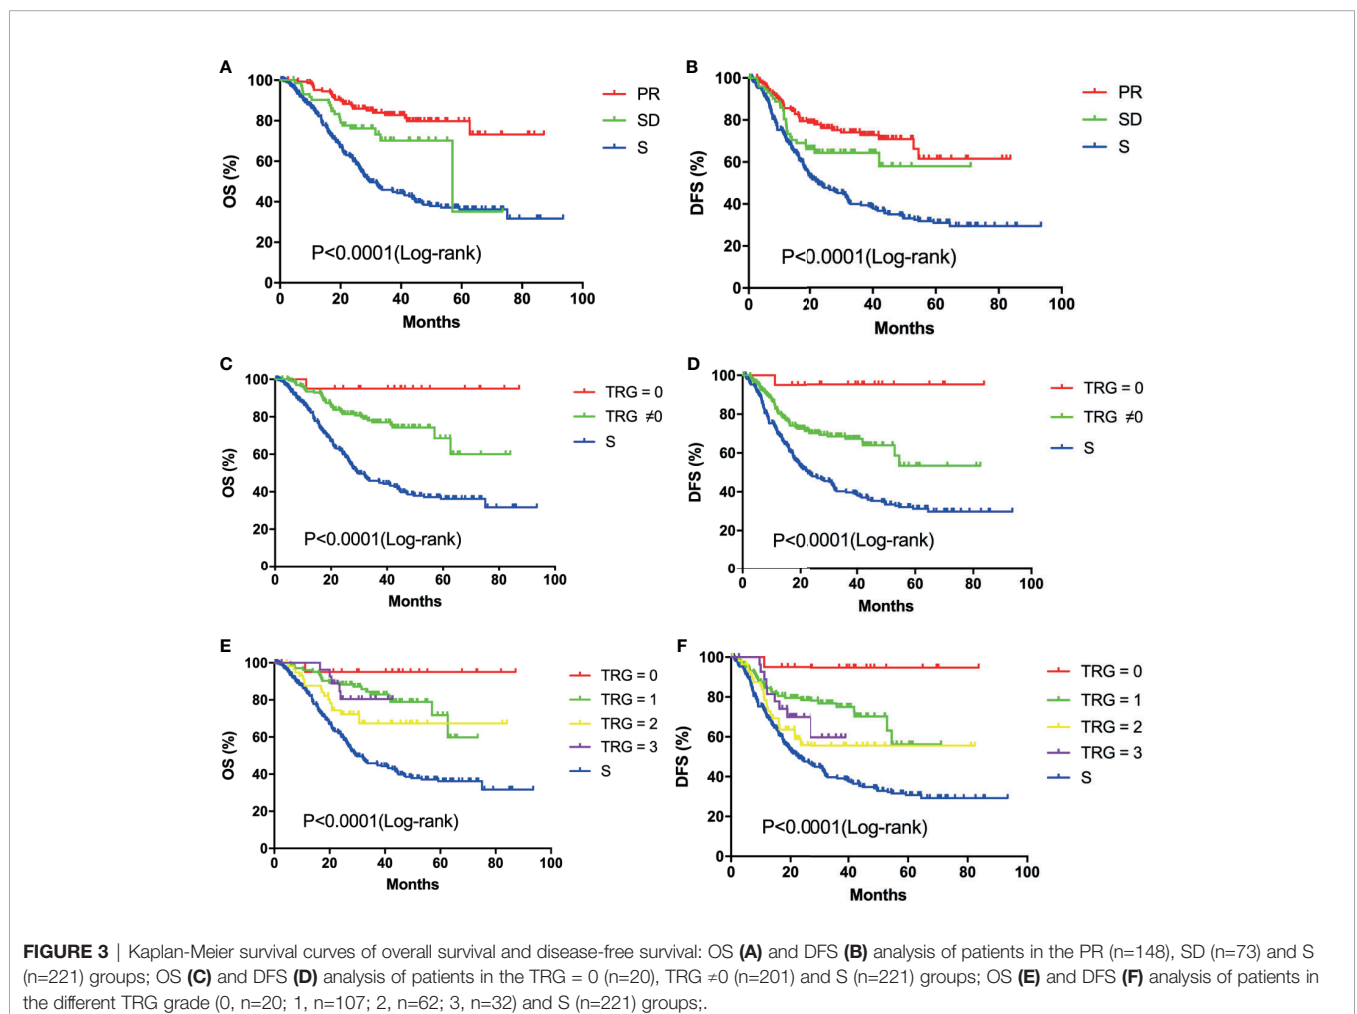 A
100
80
60
40
20
0
OS (%)
PR
SD
S
P<0.0001(Log-rank)
0 20 40 60 80 100
Months
B
100
80
60
40
20
0
DFS (%)
PR
SD
S
P<0.0001(Log-rank)
0 20 40 60 80 100
Months
C
100
80
60
40
20
0
OS (%)
TRG = 0
TRG ≠0
S
P<0.0001(Log-rank)
0 20 40 60 80 100
Months
D
100
80
60
40
20
0
DFS (%)
TRG = 0
TRG ≠0
S
P<0.0001(Log-rank)
0 20 40 60 80 100
Months
E
100
80
60
40
20
0
OS (%)
TRG = 0
TRG = 1
TRG = 2
TRG = 3
S
P<0.0001(Log-rank)
0 20 40 60 80 100
Months
F
100
80
60
40
20
0
DFS (%)
TRG = 0
TRG = 1
TRG = 2
TRG = 3
S
P<0.0001(Log-rank)
0 20 40 60 80 100
Months
FIGURE 3 | Kaplan-Meier survival curves of overall survival and disease-free survival: OS (A) and DFS (B) analysis of patients in the PR (n=148), SD (n=73) and S
(n=221) groups; OS (C) and DFS (D) analysis of patients in the TRG = 0 (n=20), TRG ≠0 (n=201) and S (n=221) groups; OS (E) and DFS (F) analysis of patients in
the different TRG grade (0, n=20; 1, n=107; 2, n=62; 3, n=32) and S (n=221) groups;.